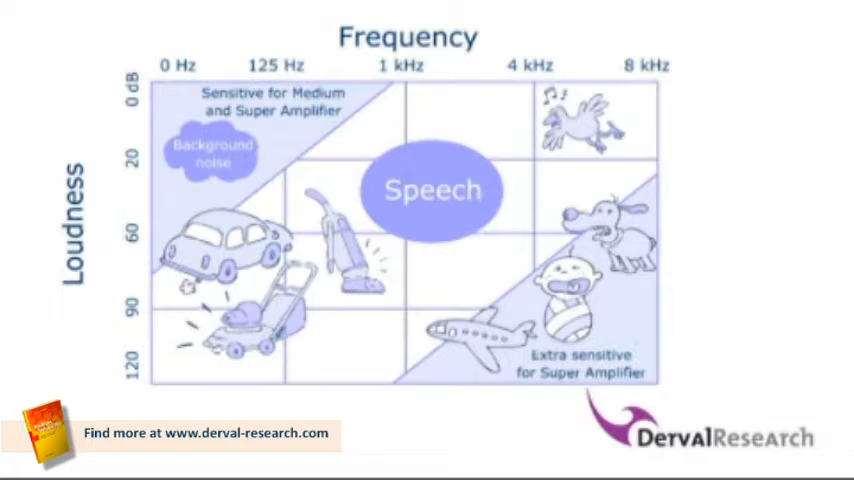 Frequency
0 Hz 125 Hz 1 kHz 4 kHz 8 kHz
Loudness
0 dB
20
60
90
120
Sensitive for Medium
and Super Amplifier
Background
noise
Speech
Extra sensitive
for Super Amplifier
Find more at www.derval-research.com
DervalResearch